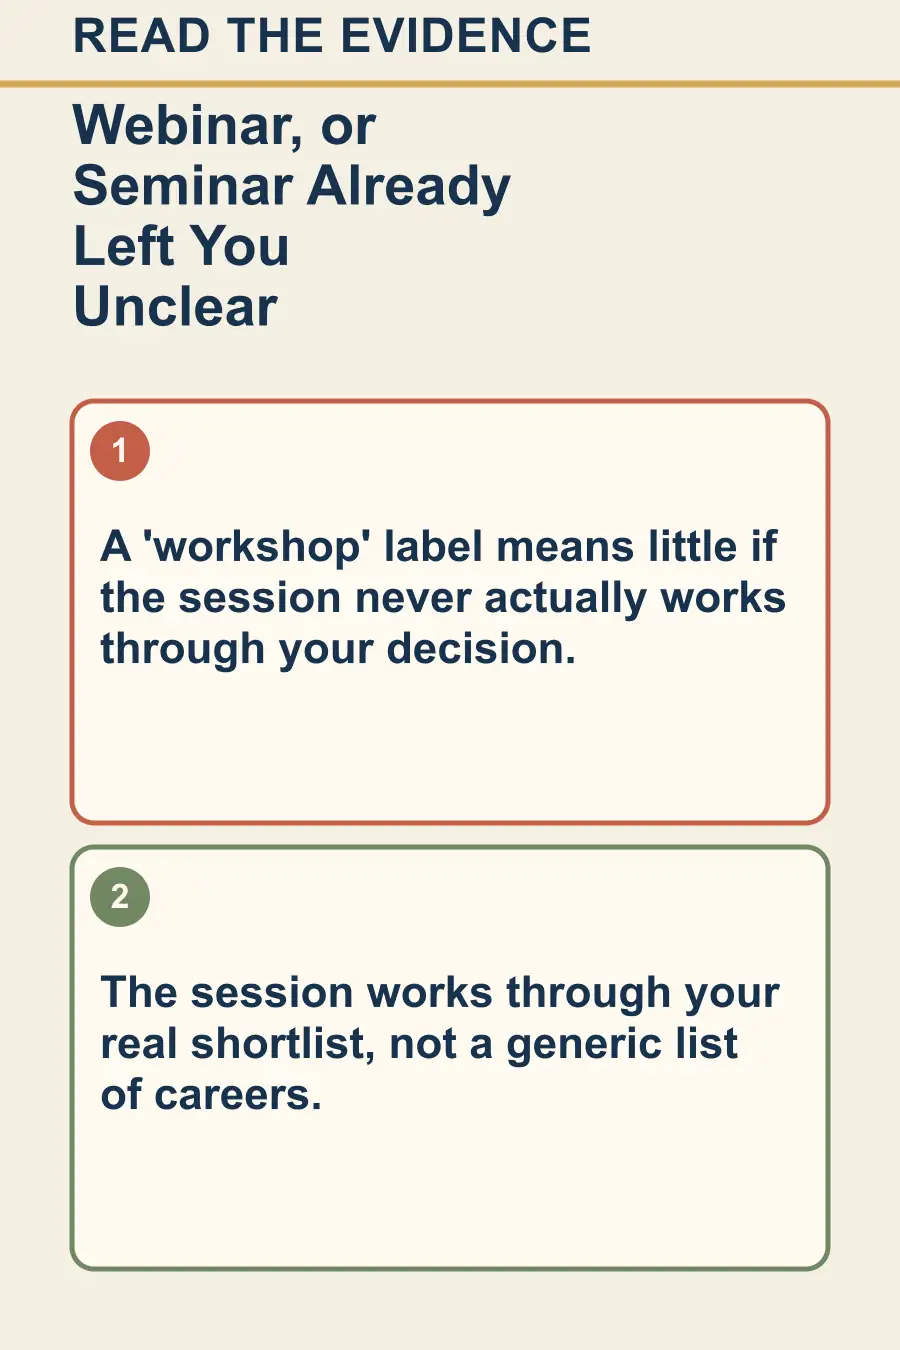 READ THE EVIDENCE
Webinar, or
Seminar Already
Left You
Unclear
1
A 'workshop' label means little if
the session never actually works
through your decision.
2
The session works through your
real shortlist, not a generic list
of careers.